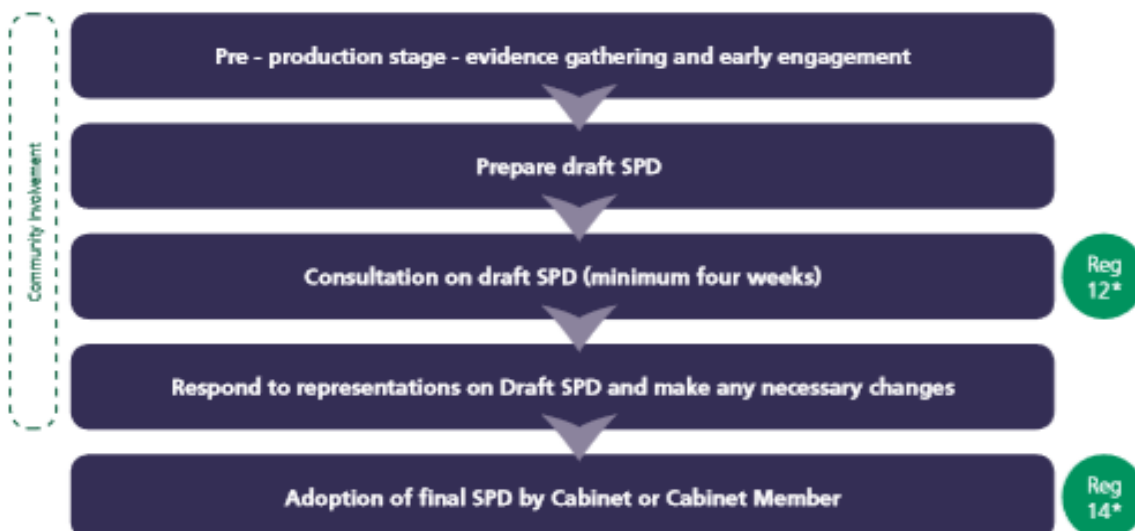 Pre - production stage - evidence gathering and early engagement
Prepare draft SPD
Community Involvement
Consultation on draft SPD (minimum four weeks)
Reg
12*
Respond to representations on Draft SPD and make any necessary changes
Adoption of final SPD by Cabinet or Cabinet Member
Reg
14*